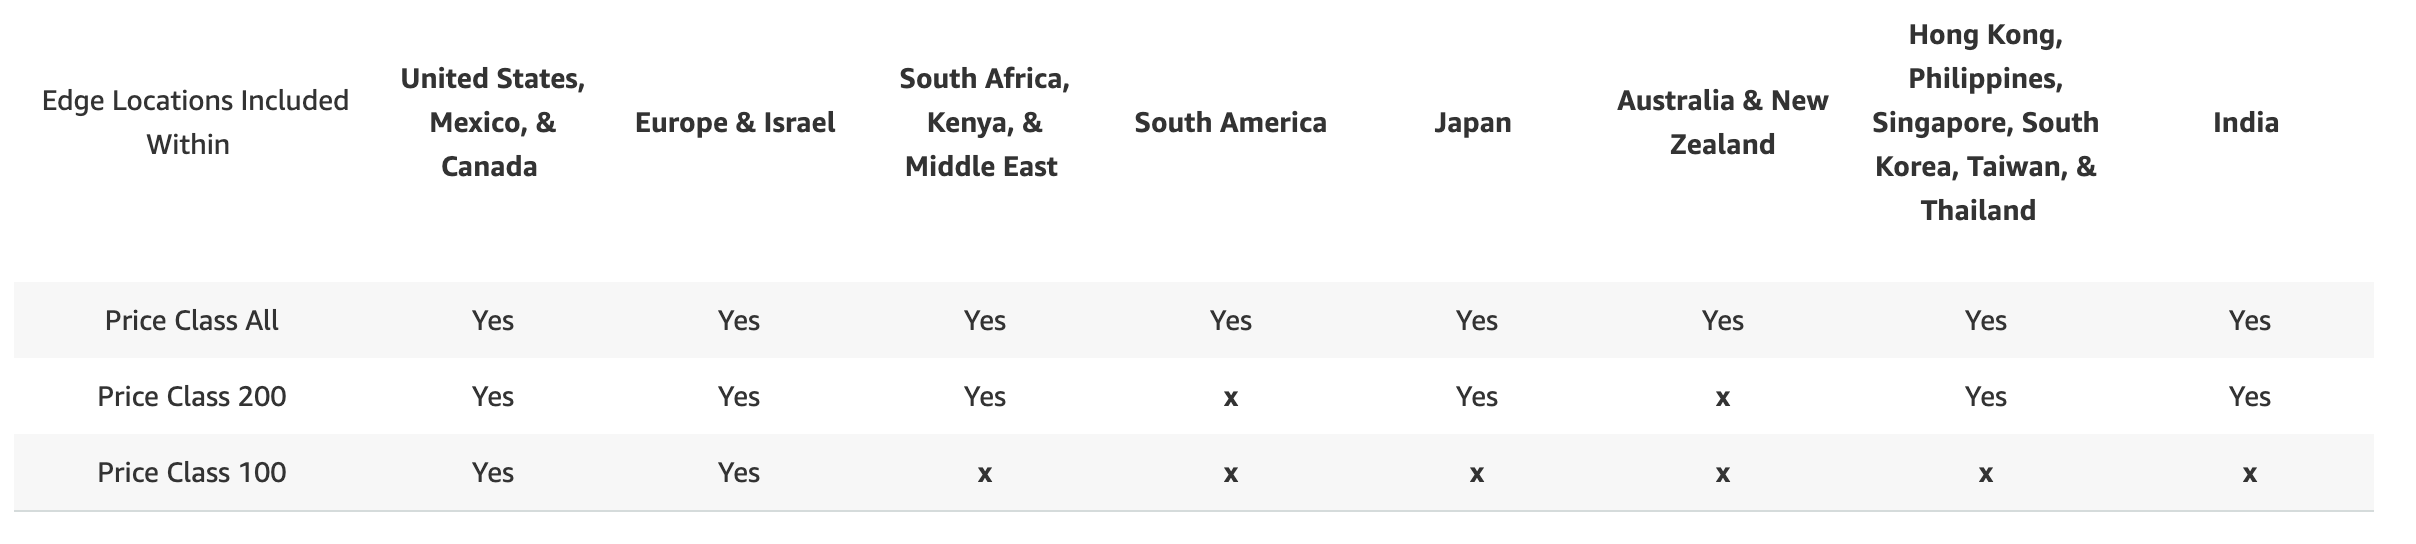 Edge Locations Included
Within
United States,
Mexico, &
Canada
Europe & Israel
South Africa,
Kenya, &
Middle East
South America
Japan
Australia & New
Zealand
Hong Kong,
Philippines,
Singapore, South
Korea, Taiwan, &
Thailand
India
Price Class All Yes Yes Yes Yes Yes Yes Yes Yes
Price Class 200 Yes Yes Yes x Yes x Yes Yes
Price Class 100 Yes Yes x x x x x x